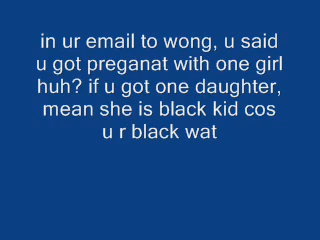 in ur email to wong, u said
u got preganat with one girl
huh? if u got one daughter,
mean she is black kid cos
u r black wat